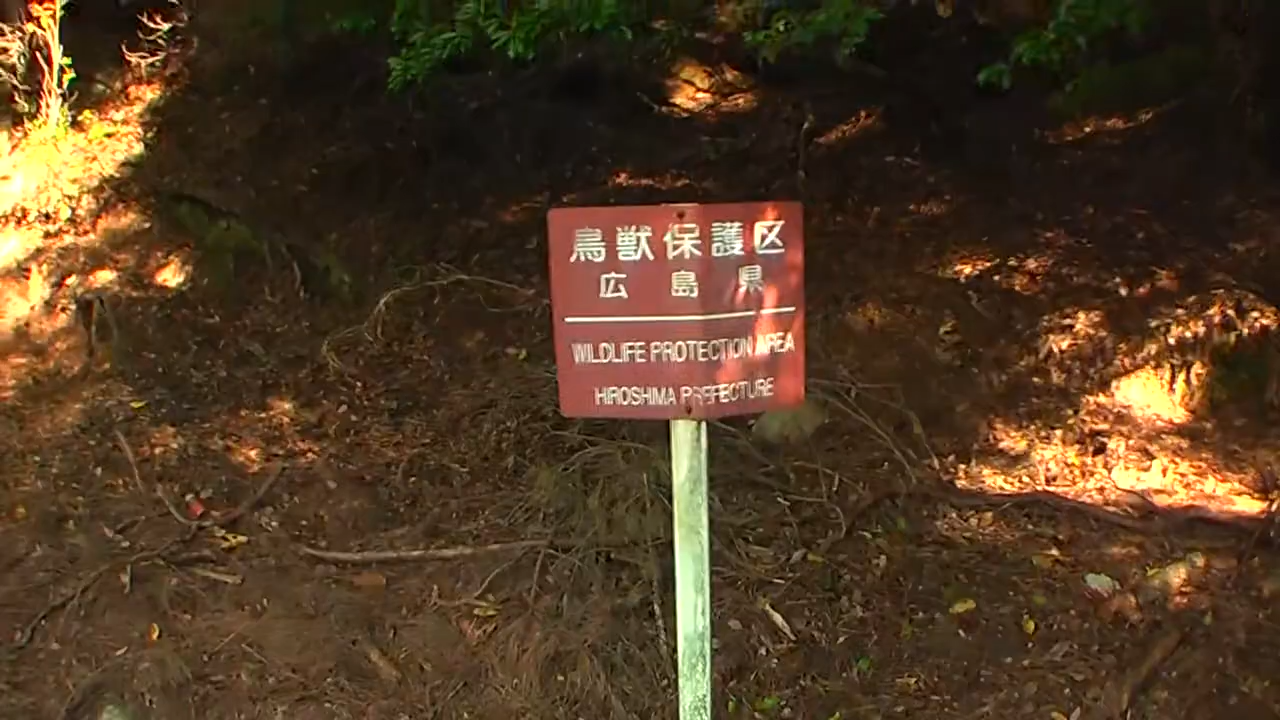 鳥獣保護区
広島県
WILDLIFE PROTECTION AREA
HIROSHIMA PREFECTURE